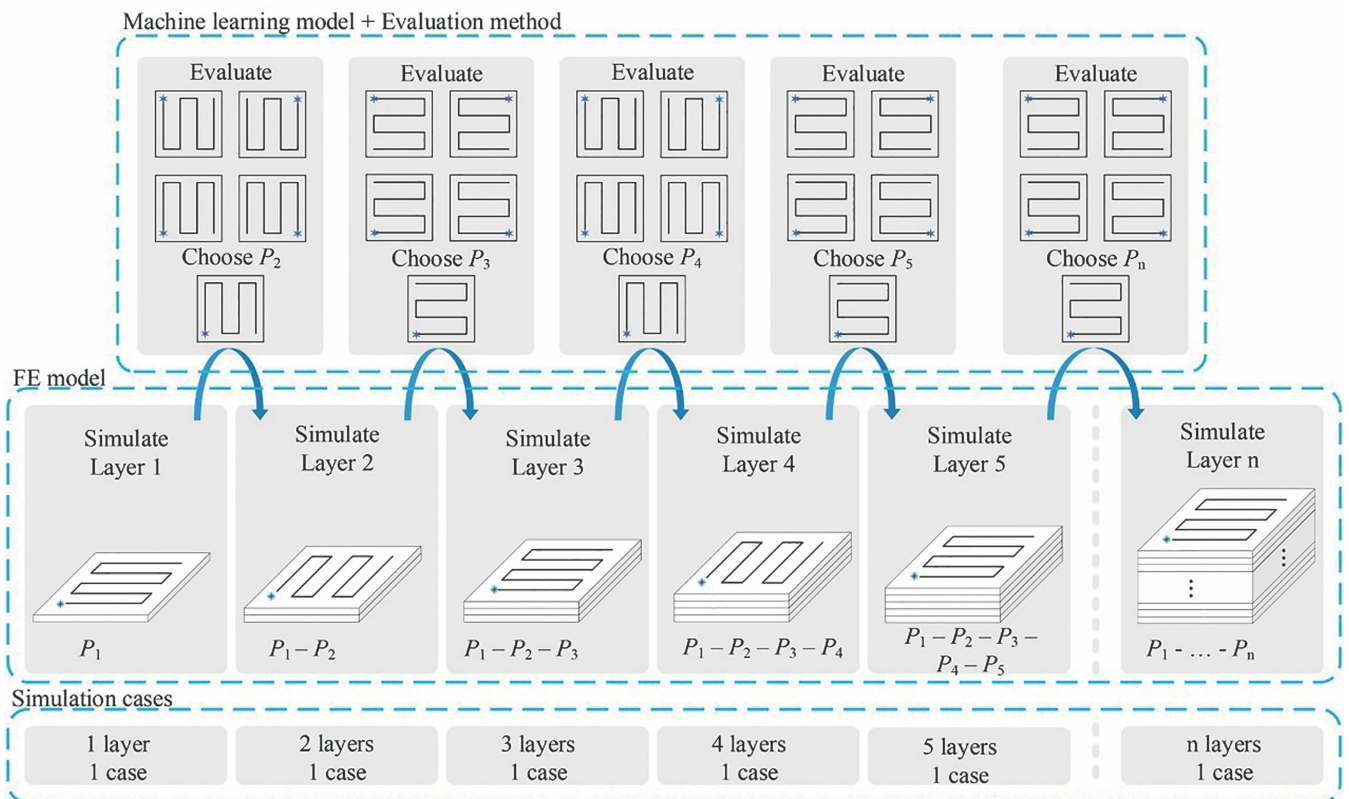 Machine learning model + Evaluation method
Evaluate
Evaluate
Evaluate
Evaluate
Evaluate
Choose P₂
Choose P₃
Choose P₄
Choose P₅
Choose Pₙ
FE model
Simulate
Layer 1
Simulate
Layer 2
Simulate
Layer 3
Simulate
Layer 4
Simulate
Layer 5
Simulate
Layer n
P₁
P₁ – P₂
P₁ – P₂ – P₃
P₁ – P₂ – P₃ – P₄
P₁ – P₂ – P₃ –
P₄ – P₅
P₁ - … - Pₙ
Simulation cases
1 layer
1 case
2 layers
1 case
3 layers
1 case
4 layers
1 case
5 layers
1 case
n layers
1 case